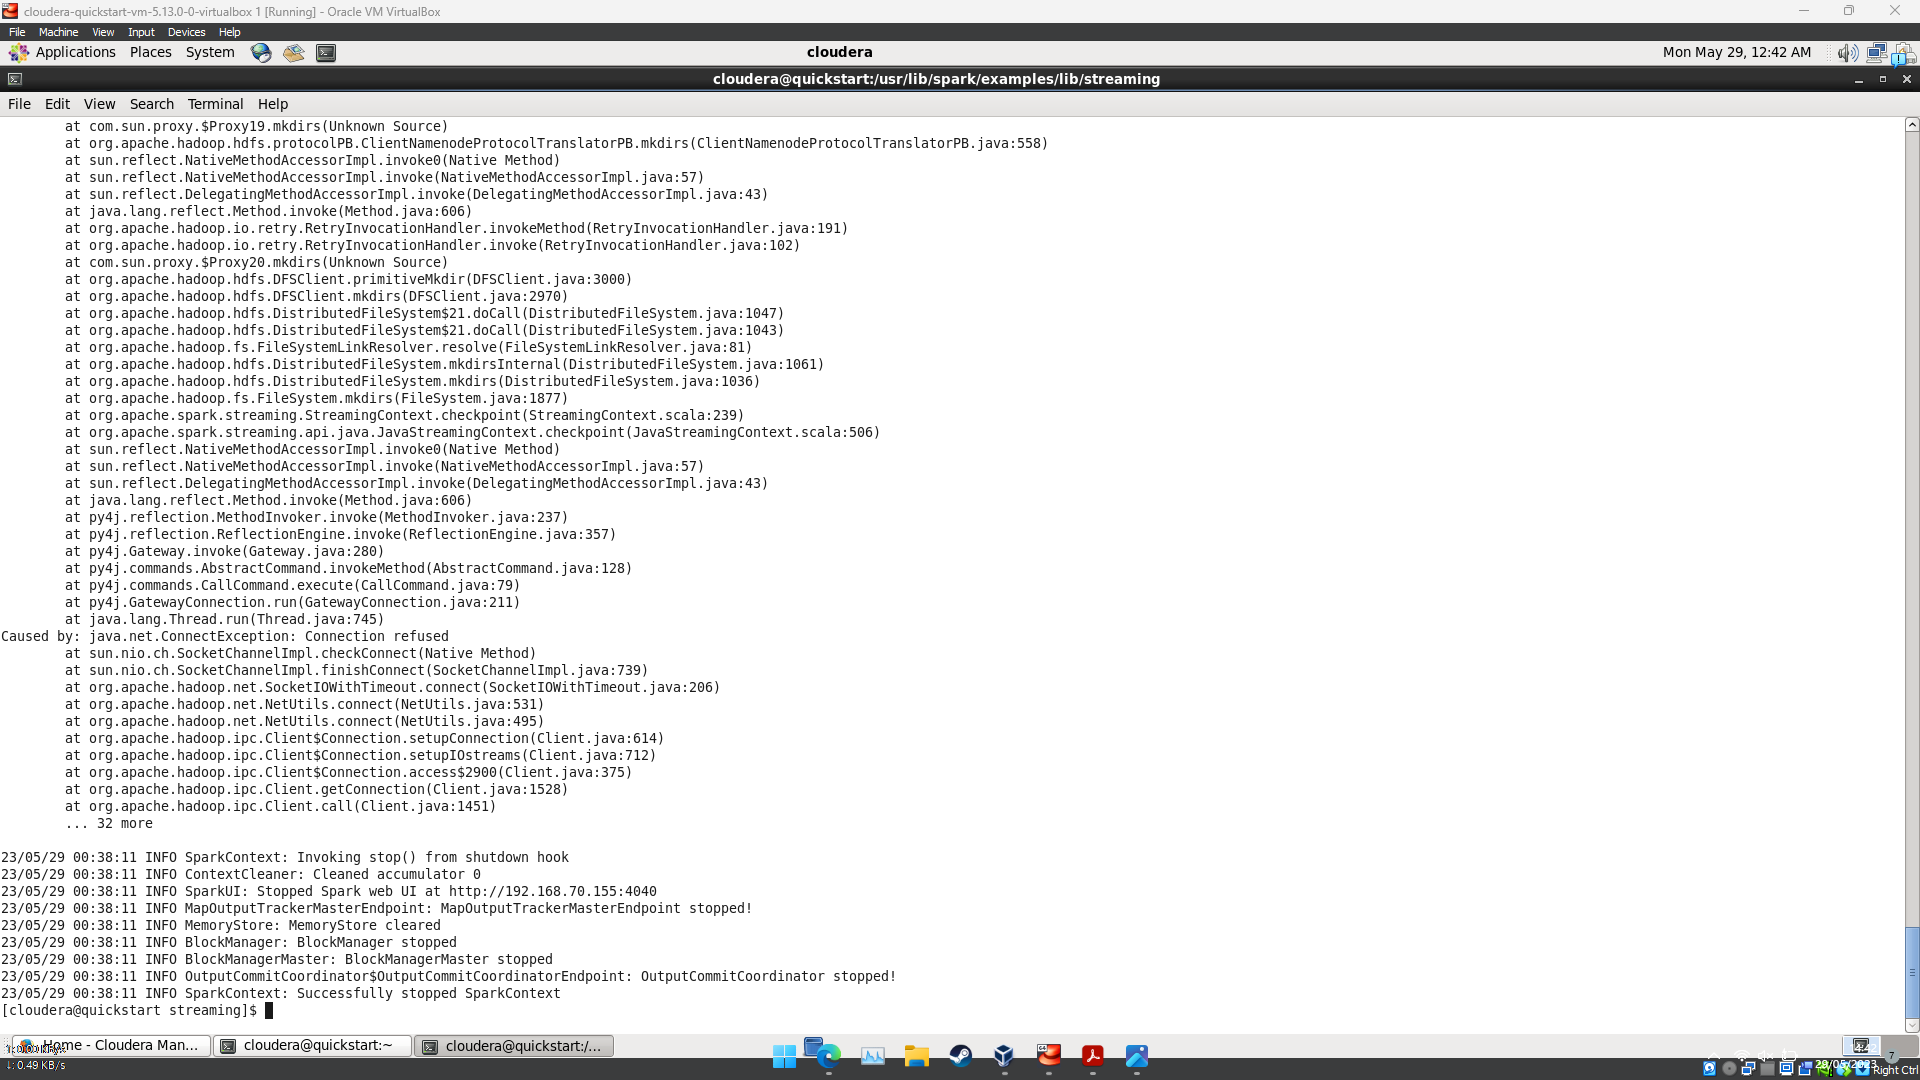 cloudera-quickstart-vm-5.13.0-0-virtualbox 1 [Running] - Oracle VM VirtualBox
File Machine View Input Devices Help
Applications Places System cloudera Mon May 29, 12:42 AM
cloudera@quickstart:/usr/lib/spark/examples/lib/streaming
File Edit View Search Terminal Help
at com.sun.proxy.$Proxy19.mkdirs(Unknown Source)
at org.apache.hadoop.hdfs.protocolPB.ClientNamenodeProtocolTranslatorPB.mkdirs(ClientNamenodeProtocolTranslatorPB.java:558)
at sun.reflect.NativeMethodAccessorImpl.invoke0(Native Method)
at sun.reflect.NativeMethodAccessorImpl.invoke(NativeMethodAccessorImpl.java:57)
at sun.reflect.DelegatingMethodAccessorImpl.invoke(DelegatingMethodAccessorImpl.java:43)
at java.lang.reflect.Method.invoke(Method.java:606)
at org.apache.hadoop.io.retry.RetryInvocationHandler.invokeMethod(RetryInvocationHandler.java:191)
at org.apache.hadoop.io.retry.RetryInvocationHandler.invoke(RetryInvocationHandler.java:102)
at com.sun.proxy.$Proxy20.mkdirs(Unknown Source)
at org.apache.hadoop.hdfs.DFSClient.primitiveMkdir(DFSClient.java:3000)
at org.apache.hadoop.hdfs.DFSClient.mkdirs(DFSClient.java:2970)
at org.apache.hadoop.hdfs.DistributedFileSystem$21.doCall(DistributedFileSystem.java:1047)
at org.apache.hadoop.hdfs.DistributedFileSystem$21.doCall(DistributedFileSystem.java:1043)
at org.apache.hadoop.fs.FileSystemLinkResolver.resolve(FileSystemLinkResolver.java:81)
at org.apache.hadoop.hdfs.DistributedFileSystem.mkdirsInternal(DistributedFileSystem.java:1061)
at org.apache.hadoop.hdfs.DistributedFileSystem.mkdirs(DistributedFileSystem.java:1036)
at org.apache.hadoop.fs.FileSystem.mkdirs(FileSystem.java:1877)
at org.apache.spark.streaming.StreamingContext.checkpoint(StreamingContext.scala:239)
at org.apache.spark.streaming.api.java.JavaStreamingContext.checkpoint(JavaStreamingContext.scala:506)
at sun.reflect.NativeMethodAccessorImpl.invoke0(Native Method)
at sun.reflect.NativeMethodAccessorImpl.invoke(NativeMethodAccessorImpl.java:57)
at sun.reflect.DelegatingMethodAccessorImpl.invoke(DelegatingMethodAccessorImpl.java:43)
at java.lang.reflect.Method.invoke(Method.java:606)
at py4j.reflection.MethodInvoker.invoke(MethodInvoker.java:237)
at py4j.reflection.ReflectionEngine.invoke(ReflectionEngine.java:357)
at py4j.Gateway.invoke(Gateway.java:280)
at py4j.commands.AbstractCommand.invokeMethod(AbstractCommand.java:128)
at py4j.commands.CallCommand.execute(CallCommand.java:79)
at py4j.GatewayConnection.run(GatewayConnection.java:211)
at java.lang.Thread.run(Thread.java:745)
Caused by: java.net.ConnectException: Connection refused
at sun.nio.ch.SocketChannelImpl.checkConnect(Native Method)
at sun.nio.ch.SocketChannelImpl.finishConnect(SocketChannelImpl.java:739)
at org.apache.hadoop.net.SocketIOWithTimeout.connect(SocketIOWithTimeout.java:206)
at org.apache.hadoop.net.NetUtils.connect(NetUtils.java:531)
at org.apache.hadoop.net.NetUtils.connect(NetUtils.java:495)
at org.apache.hadoop.ipc.Client$Connection.setupConnection(Client.java:614)
at org.apache.hadoop.ipc.Client$Connection.setupIOstreams(Client.java:712)
at org.apache.hadoop.ipc.Client$Connection.access$2900(Client.java:375)
at org.apache.hadoop.ipc.Client.getConnection(Client.java:1528)
at org.apache.hadoop.ipc.Client.call(Client.java:1451)
... 32 more
23/05/29 00:38:11 INFO SparkContext: Invoking stop() from shutdown hook
23/05/29 00:38:11 INFO ContextCleaner: Cleaned accumulator 0
23/05/29 00:38:11 INFO SparkUI: Stopped Spark web UI at http://192.168.70.155:4040
23/05/29 00:38:11 INFO MapOutputTrackerMasterEndpoint: MapOutputTrackerMasterEndpoint stopped!
23/05/29 00:38:11 INFO MemoryStore: MemoryStore cleared
23/05/29 00:38:11 INFO BlockManager: BlockManager stopped
23/05/29 00:38:11 INFO BlockManagerMaster: BlockManagerMaster stopped
23/05/29 00:38:11 INFO OutputCommitCoordinator$OutputCommitCoordinatorEndpoint: OutputCommitCoordinator stopped!
23/05/29 00:38:11 INFO SparkContext: Successfully stopped SparkContext
[cloudera@quickstart streaming]$
Home - Cloudera Man... cloudera@quickstart:~ cloudera@quickstart:/...
0.49 KB/s 29/05/2023 7 Right Ctrl